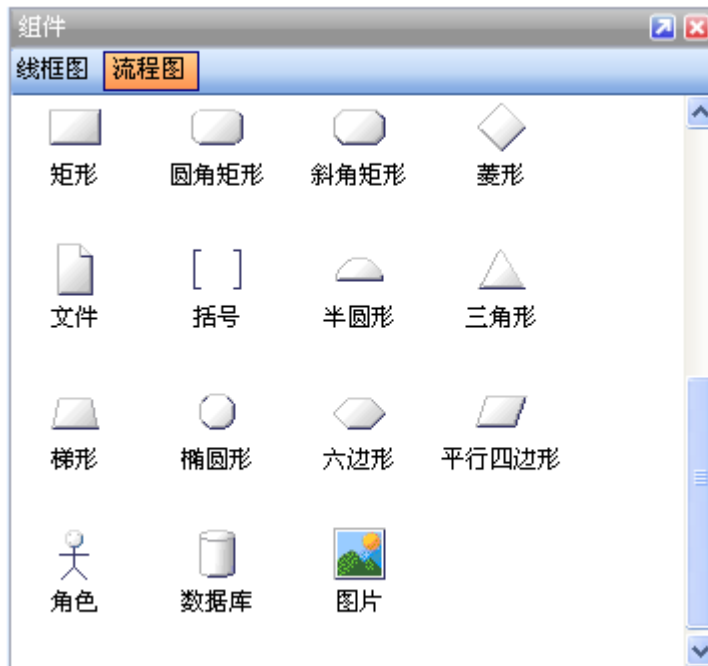 组件
线框图 流程图
矩形 圆角矩形 斜角矩形 菱形
文件 括号 半圆形 三角形
梯形 椭圆形 六边形 平行四边形
角色 数据库 图片